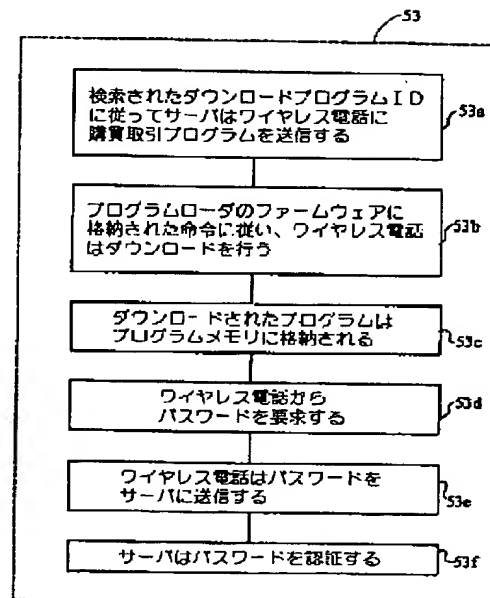 53
検索されたダウンロードプログラムID
に従ってサーバはワイヤレス電話に
購買取引プログラムを送信する
53a
プログラムローダのファームウェアに
格納された命令に従い、ワイヤレス電話
はダウンロードを行う
53b
ダウンロードされたプログラムは
プログラムメモリに格納される
53c
ワイヤレス電話から
パスワードを要求する
53d
ワイヤレス電話はパスワードを
サーバに送信する
53e
サーバはパスワードを認証する
53f